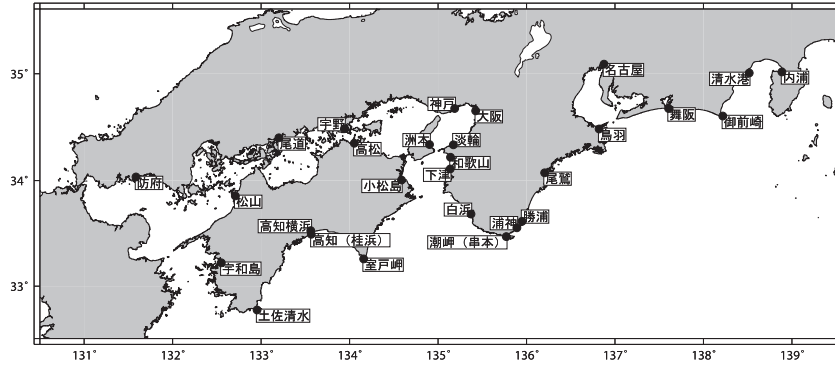 35°
34°
33°
名古屋
清水港
内浦
神戸
大阪
舞阪
御前崎
宇野
尾道
高松
洲本
淡輪
鳥羽
和歌山
下津
尾鷲
防府
松山
小松島
白浜
浦神
勝浦
高知横浜
高知（桂浜）
潮岬（串本）
室戸岬
宇和島
土佐清水
131° 132° 133° 134° 135° 136° 137° 138° 139°